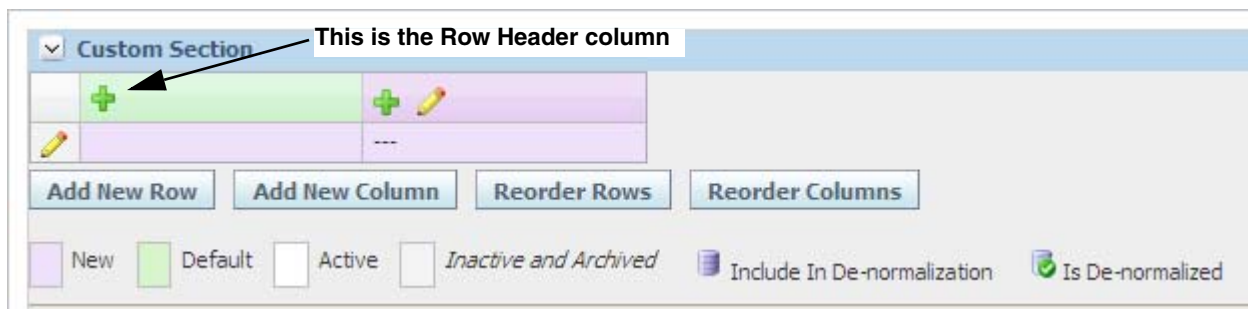 This is the Row Header column
Custom Section
---
Add New Row Add New Column Reorder Rows Reorder Columns
New Default Active Inactive and Archived Include In De-normalization Is De-normalized